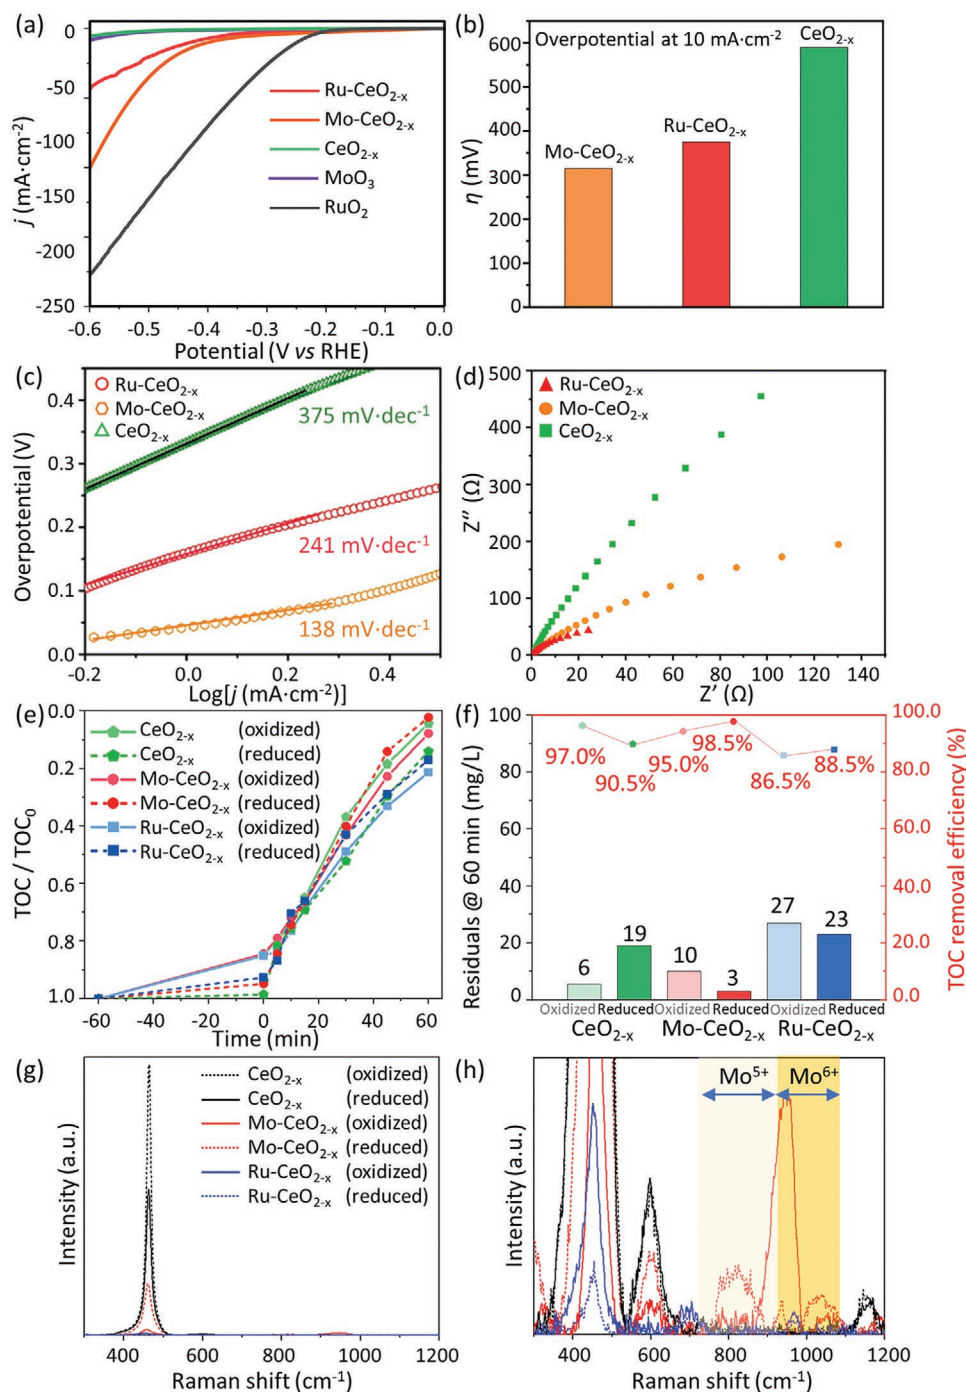 (a)
0
-50
-100
-150
-200
-250
j (mA·cm-2)
Ru-CeO2-x
Mo-CeO2-x
CeO2-x
MoO3
RuO2
-0.6 -0.5 -0.4 -0.3 -0.2 -0.1 0.0
Potential (V vs RHE)
(b)
Overpotential at 10 mA·cm-2
CeO2-x
Ru-CeO2-x
Mo-CeO2-x
600
500
400
300
200
100
0
η (mV)
(c)
Ru-CeO2-x
Mo-CeO2-x
CeO2-x
375 mV·dec-1
241 mV·dec-1
138 mV·dec-1
0.4
0.3
0.2
0.1
0.0
Overpotential (V)
-0.2 0.0 0.2 0.4
Log[j (mA·cm-2)]
(d)
500
400
300
200
100
0
Z″ (Ω)
Ru-CeO2-x
Mo-CeO2-x
CeO2-x
0 20 40 60 80 100 120 140
Z′ (Ω)
(e)
0.0
0.2
0.4
0.6
0.8
1.0
TOC / TOC0
CeO2-x (oxidized)
CeO2-x (reduced)
Mo-CeO2-x (oxidized)
Mo-CeO2-x (reduced)
Ru-CeO2-x (oxidized)
Ru-CeO2-x (reduced)
-60 -40 -20 0 20 40 60
Time (min)
(f)
100
80
60
40
20
0
Residuals @ 60 min (mg/L)
97.0%
90.5%
95.0%
98.5%
86.5%
88.5%
6
19
10
3
27
23
100.0
80.0
60.0
40.0
20.0
0.0
TOC removal efficiency (%)
Oxidized Reduced Oxidized Reduced Oxidized Reduced
CeO2-x Mo-CeO2-x Ru-CeO2-x
(g)
CeO2-x (oxidized)
CeO2-x (reduced)
Mo-CeO2-x (oxidized)
Mo-CeO2-x (reduced)
Ru-CeO2-x (oxidized)
Ru-CeO2-x (reduced)
Intensity (a.u.)
400 600 800 1000 1200
Raman shift (cm-1)
(h)
Mo5+ Mo6+
Intensity (a.u.)
400 600 800 1000 1200
Raman shift (cm-1)